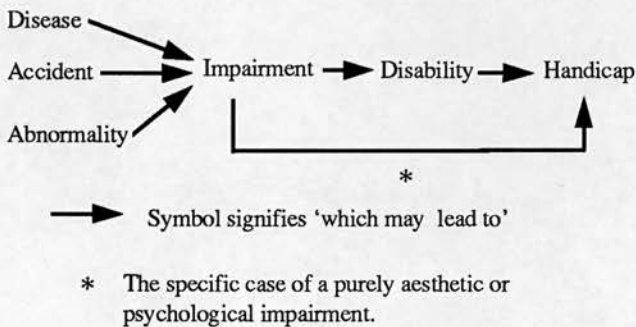 Disease
Accident
Abnormality
Impairment
Disability
Handicap
*
Symbol signifies ‘which may lead to’
* The specific case of a purely aesthetic or
psychological impairment.